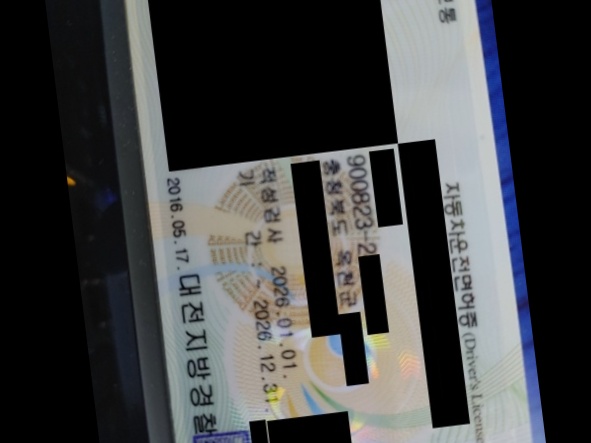 자동차운전면허증 (Driver's Licens
900823-2
충청북도 옥천군
적성검사 2026.01.01.
기 간 : ~ 2026.12.31.
2016.05.17. 대전지방경찰